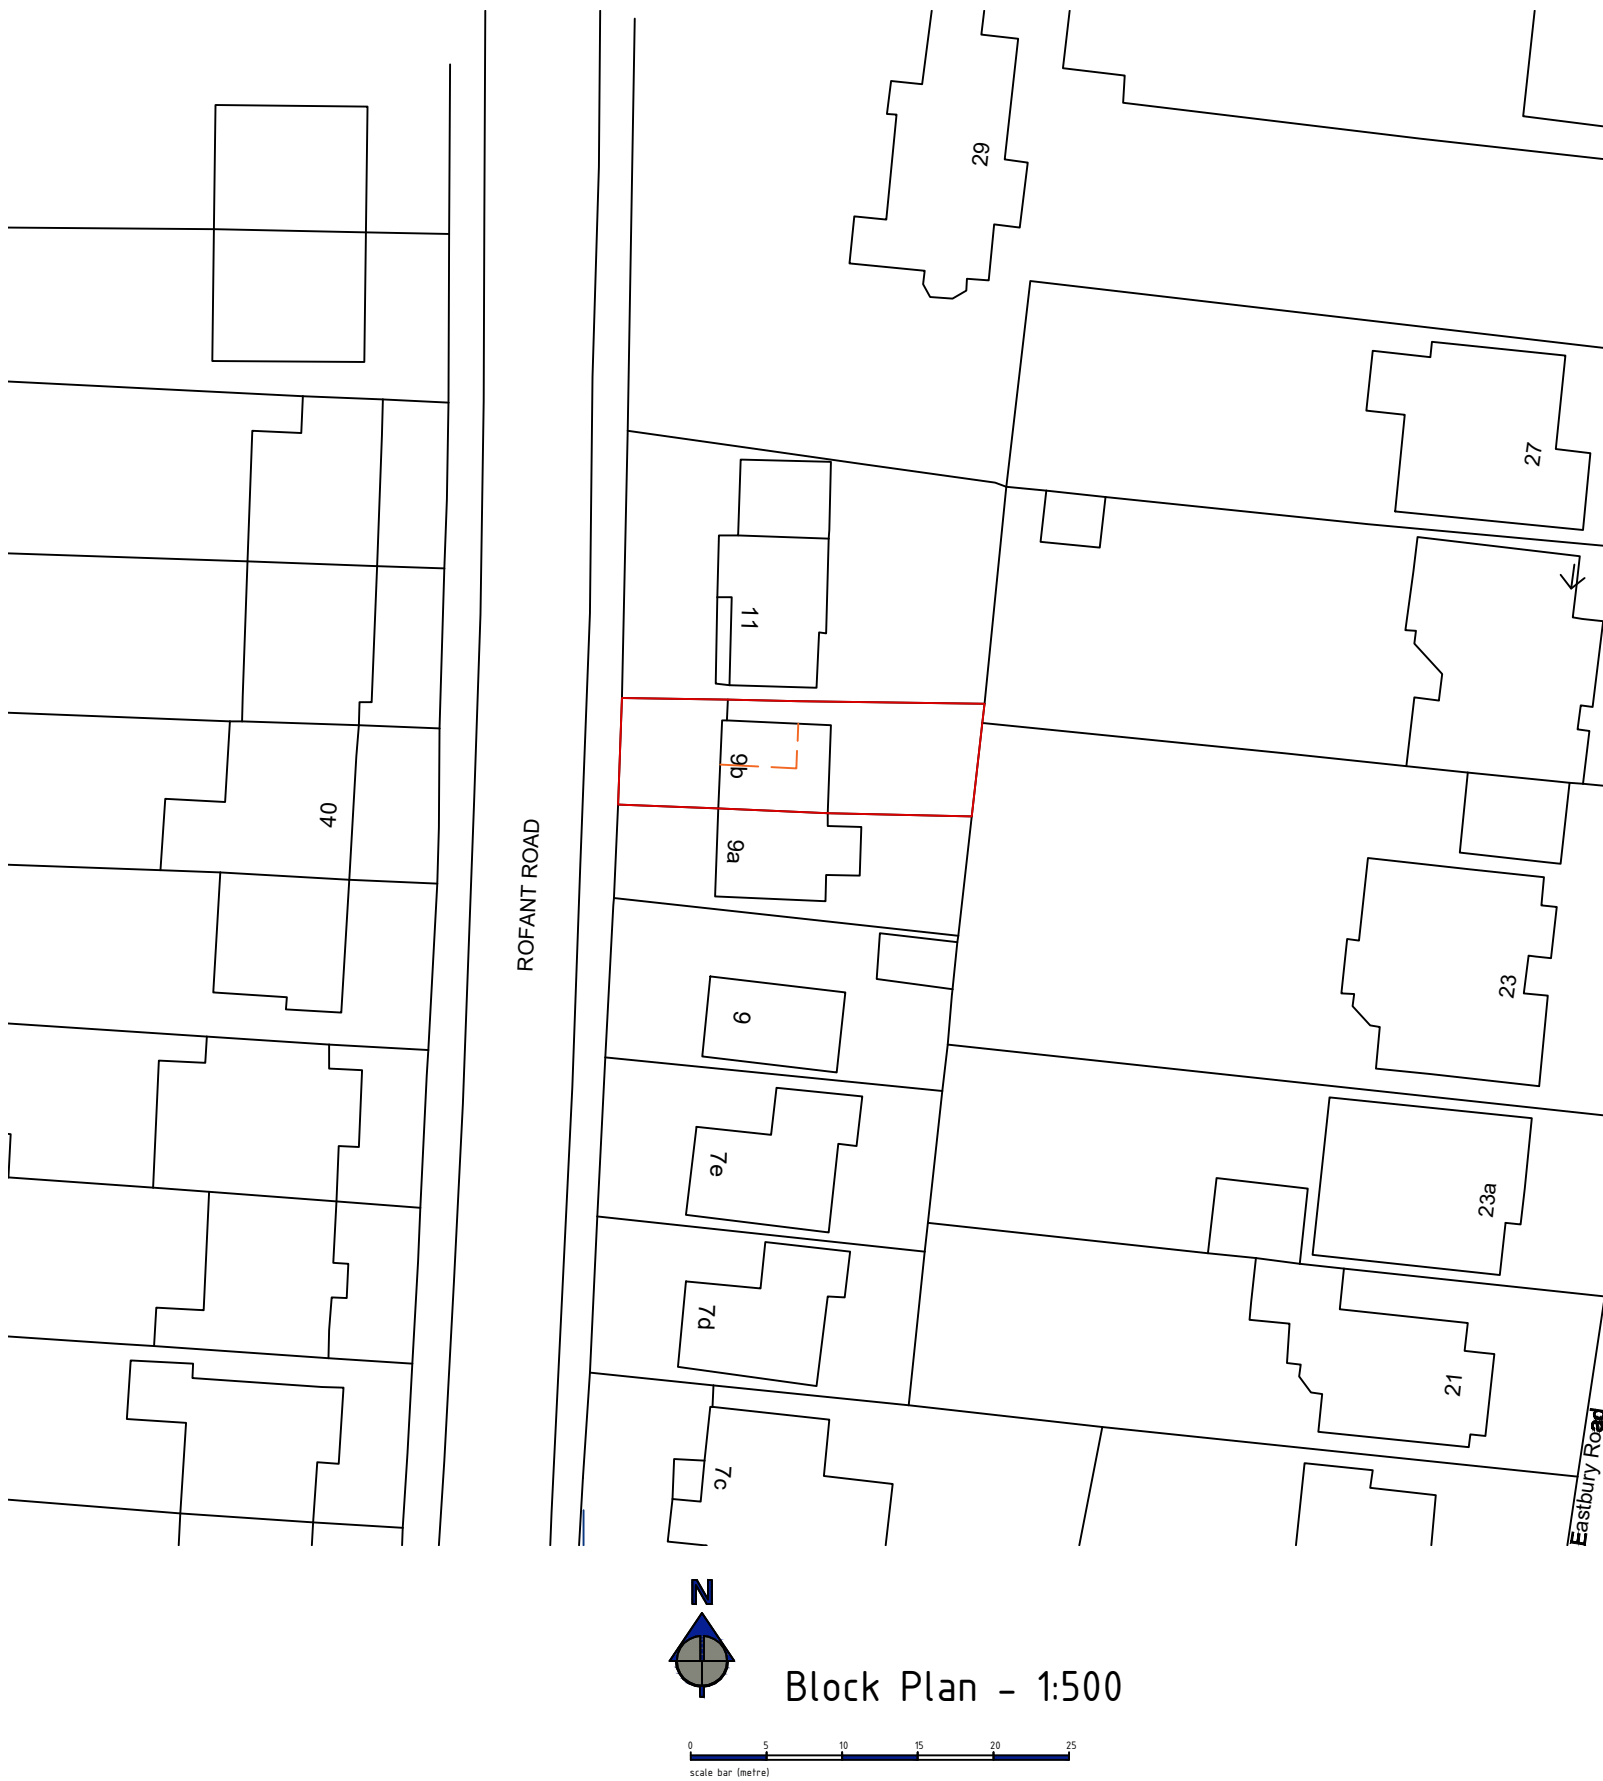 29
27
11
9b
40
9a
ROFANT ROAD
23
9
7e
23a
7d
21
Eastbury Road
7c
N
Block Plan - 1:500
0 5 10 15 20 25
scale bar (metre)